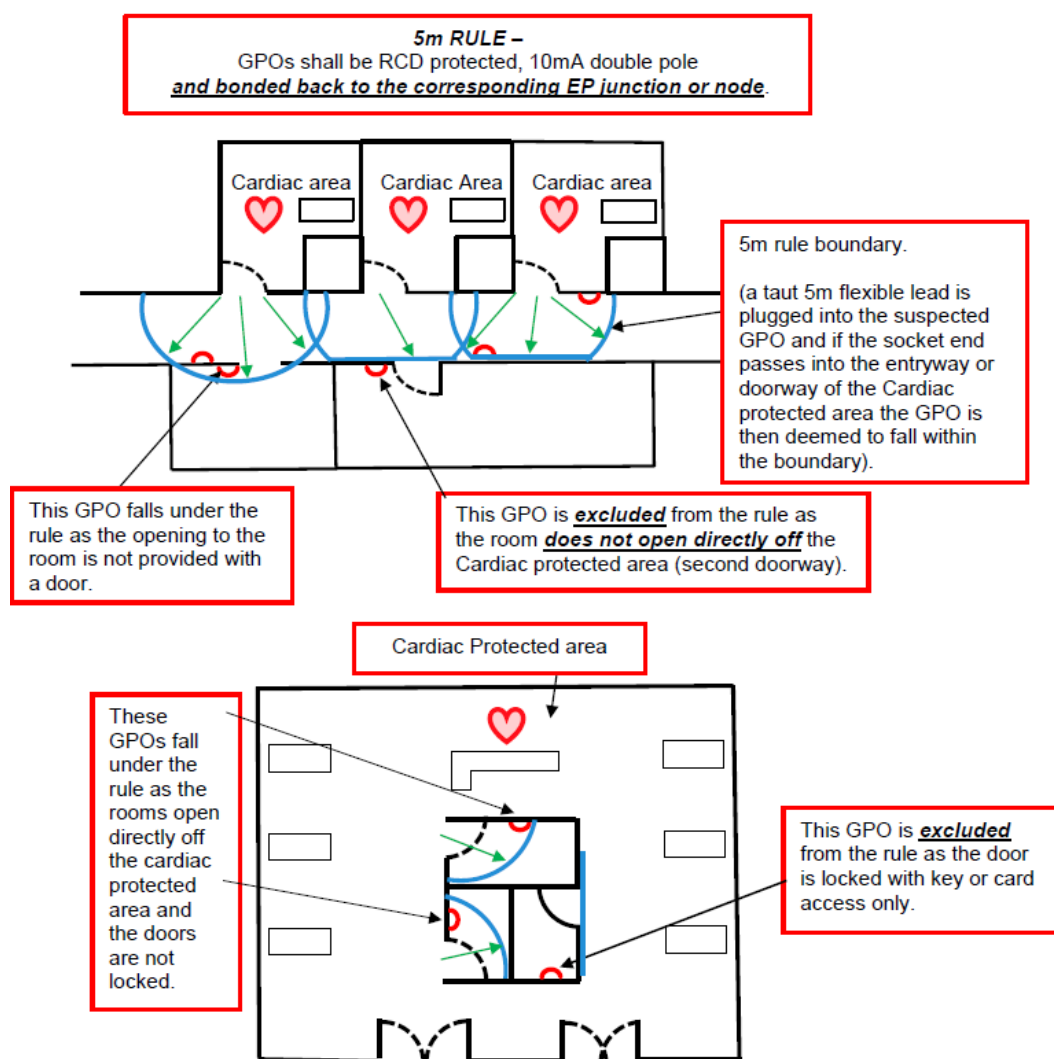 5m RULE –
GPOs shall be RCD protected, 10mA double pole
and bonded back to the corresponding EP junction or node.
Cardiac area
Cardiac Area
Cardiac area
5m rule boundary.
(a taut 5m flexible lead is
plugged into the suspected
GPO and if the socket end
passes into the entryway or
doorway of the Cardiac
protected area the GPO is
then deemed to fall within
the boundary).
This GPO falls under the
rule as the opening to the
room is not provided with
a door.
This GPO is excluded from the rule as
the room does not open directly off the
Cardiac protected area (second doorway).
Cardiac Protected area
These
GPOs fall
under the
rule as the
rooms open
directly off
the cardiac
protected
area and
the doors
are not
locked.
This GPO is excluded
from the rule as the door
is locked with key or card
access only.